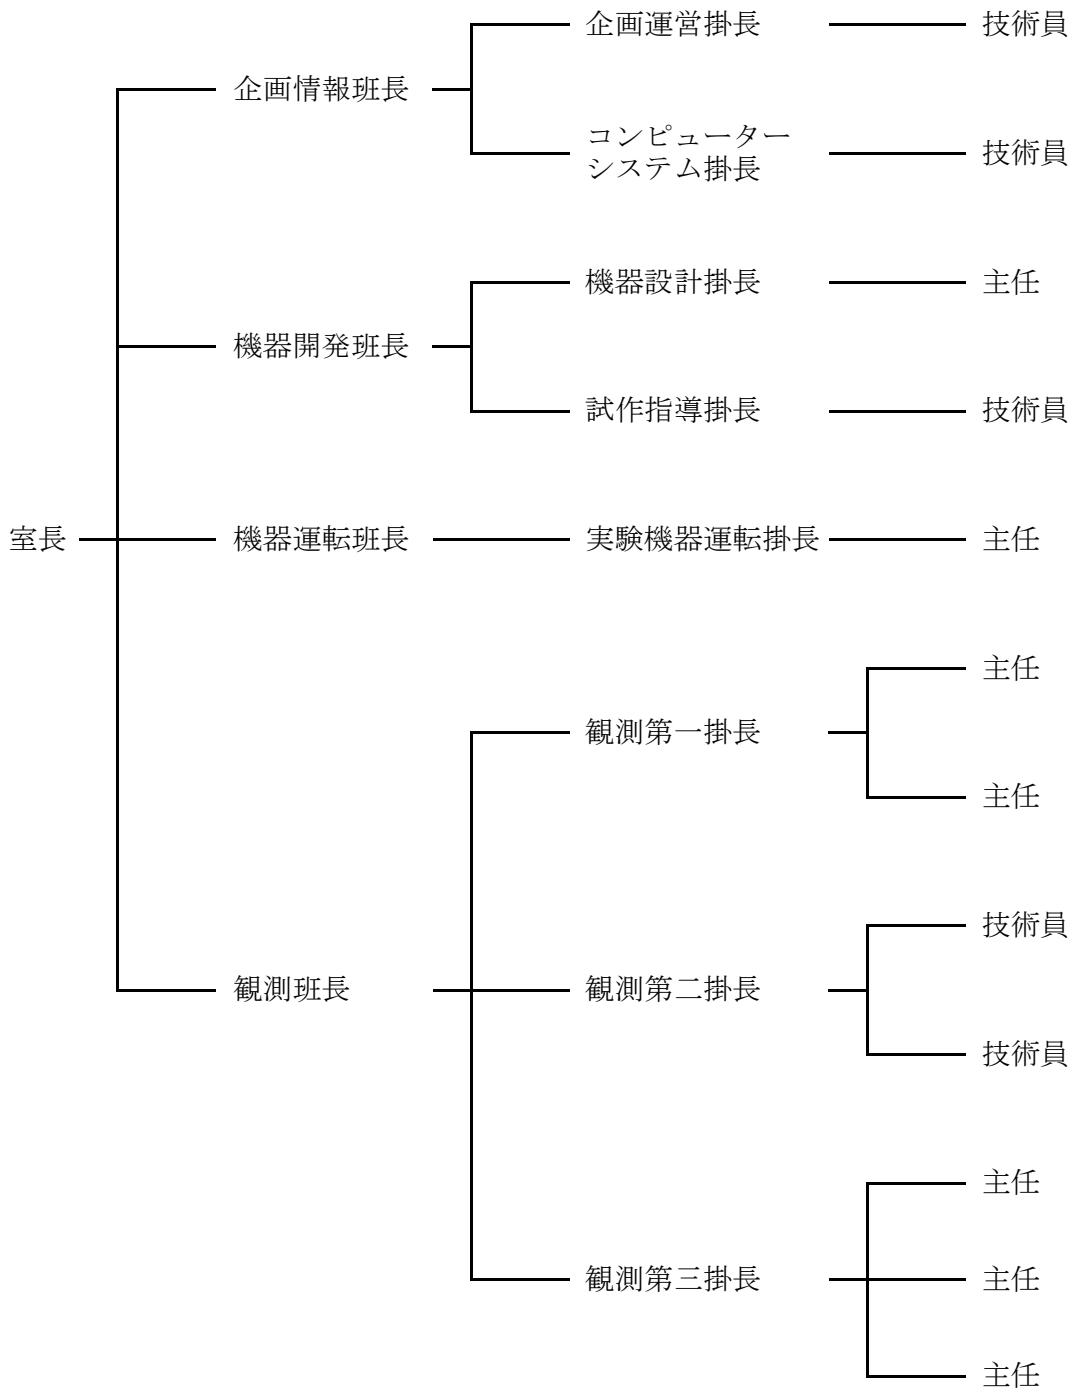 企画運営掛長
技術員
企画情報班長
コンピューター
システム掛長
技術員
機器設計掛長
主任
機器開発班長
試作指導掛長
技術員
室長
機器運転班長
実験機器運転掛長
主任
主任
観測第一掛長
主任
技術員
観測班長
観測第二掛長
技術員
主任
観測第三掛長
主任
主任